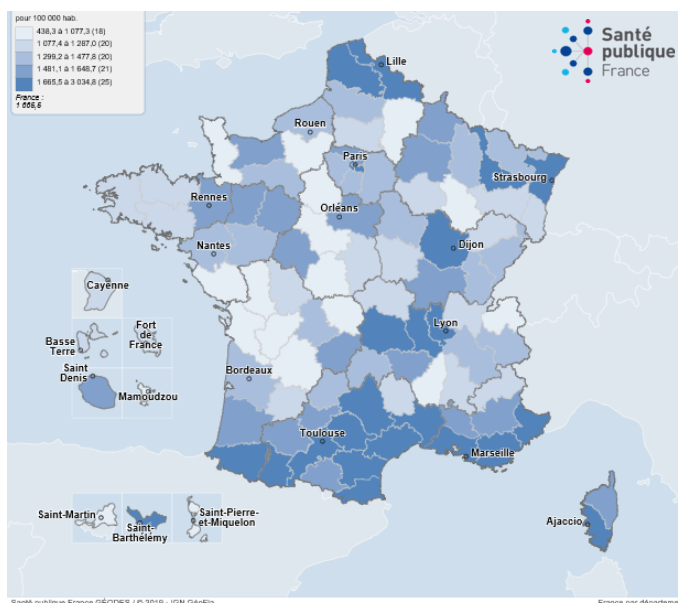 pour 100 000 hab.
438,3 à 1 077,3 (18)
1 077,4 à 1 287,0 (20)
1 299,2 à 1 477,8 (20)
1 481,1 à 1 648,7 (21)
1 665,5 à 3 034,8 (25)
France :
Santé
publique
France
Lille
Rouen
Paris
Strasbourg
Rennes
Orléans
Nantes
Dijon
Cayenne
Fort
de
France
Basse
Terre
Lyon
Saint
Denis
Bordeaux
Mamoudzou
Toulouse
Marseille
Saint-Martin
Saint-
Barthélémy
Saint-Pierre
et-Miquelon
Ajaccio